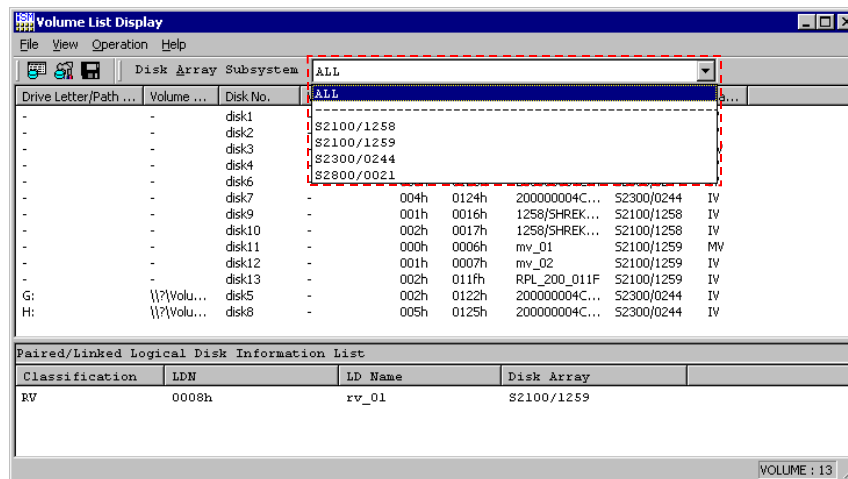 Volume List Display
File View Operation Help
Disk Array Subsystem ALL
Drive Letter/Path ... Volume ... Disk No.
ALL
S2100/1258
S2100/1259
S2300/0244
S2800/0021
- - disk1
- - disk2
- - disk3
- - disk4
- - disk6
- - disk7 - 004h 0124h 200000004C... S2300/0244 IV
- - disk9 - 001h 0016h 1258/SHREK... S2100/1258 IV
- - disk10 - 002h 0017h 1258/SHREK... S2100/1258 IV
- - disk11 - 000h 0006h mv_01 S2100/1259 MV
- - disk12 - 001h 0007h mv_02 S2100/1259 IV
- - disk13 - 002h 011fh RPL_200_011F S2100/1259 IV
G: \\?\Volu... disk5 - 002h 0122h 200000004C... S2300/0244 IV
H: \\?\Volu... disk8 - 005h 0125h 200000004C... S2300/0244 IV
Paired/Linked Logical Disk Information List
Classification LDN LD Name Disk Array
RV 0008h rv_01 S2100/1259
VOLUME : 13